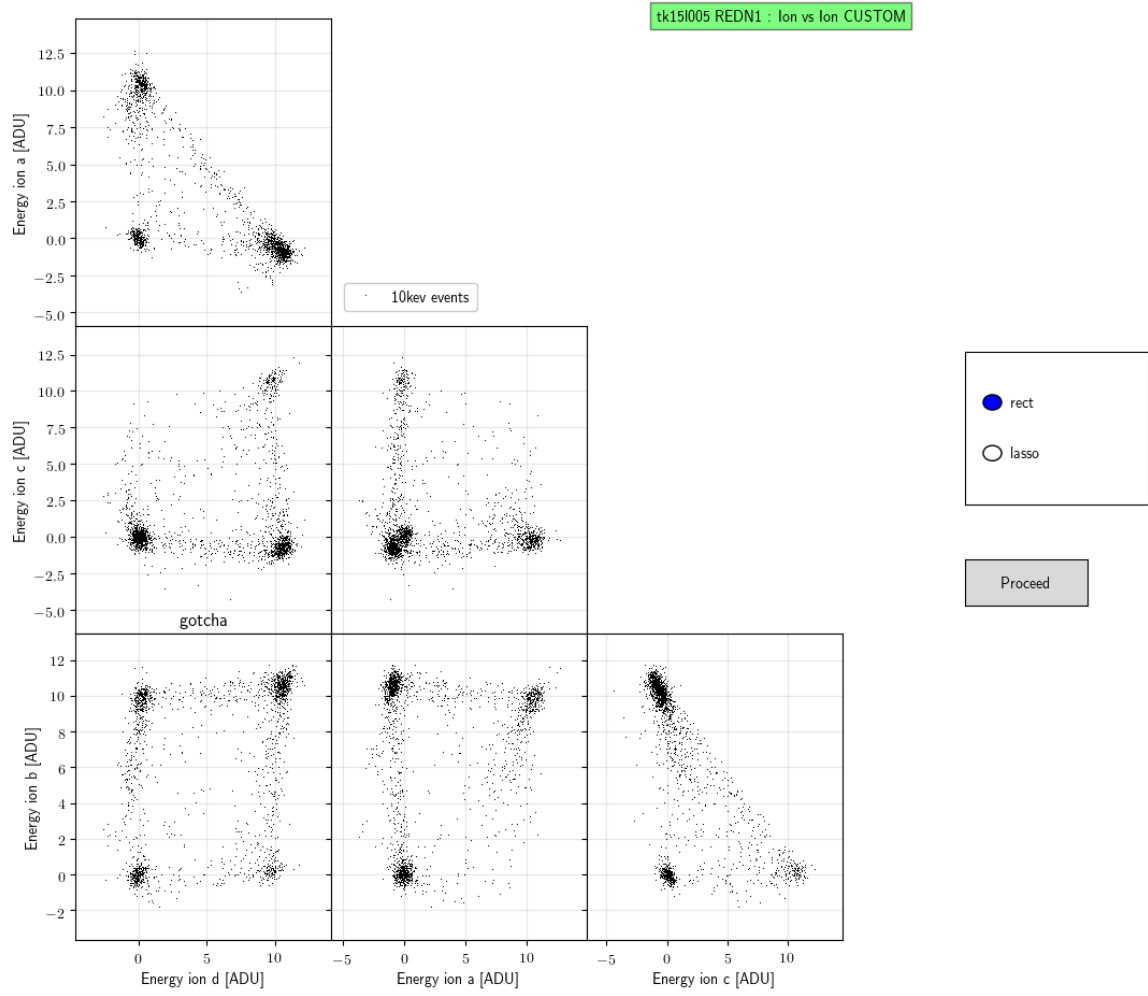 tk15l005 REDN1 : Ion vs Ion CUSTOM
12.5
10.0
7.5
5.0
2.5
0.0
−2.5
−5.0
Energy ion a [ADU]
10kev events
12.5
10.0
7.5
5.0
2.5
0.0
−2.5
−5.0
Energy ion c [ADU]
rect
lasso
Proceed
gotcha
12
10
8
6
4
2
0
−2
Energy ion b [ADU]
0 5 10
−5 0 5 10
−5 0 5 10
Energy ion d [ADU]
Energy ion a [ADU]
Energy ion c [ADU]